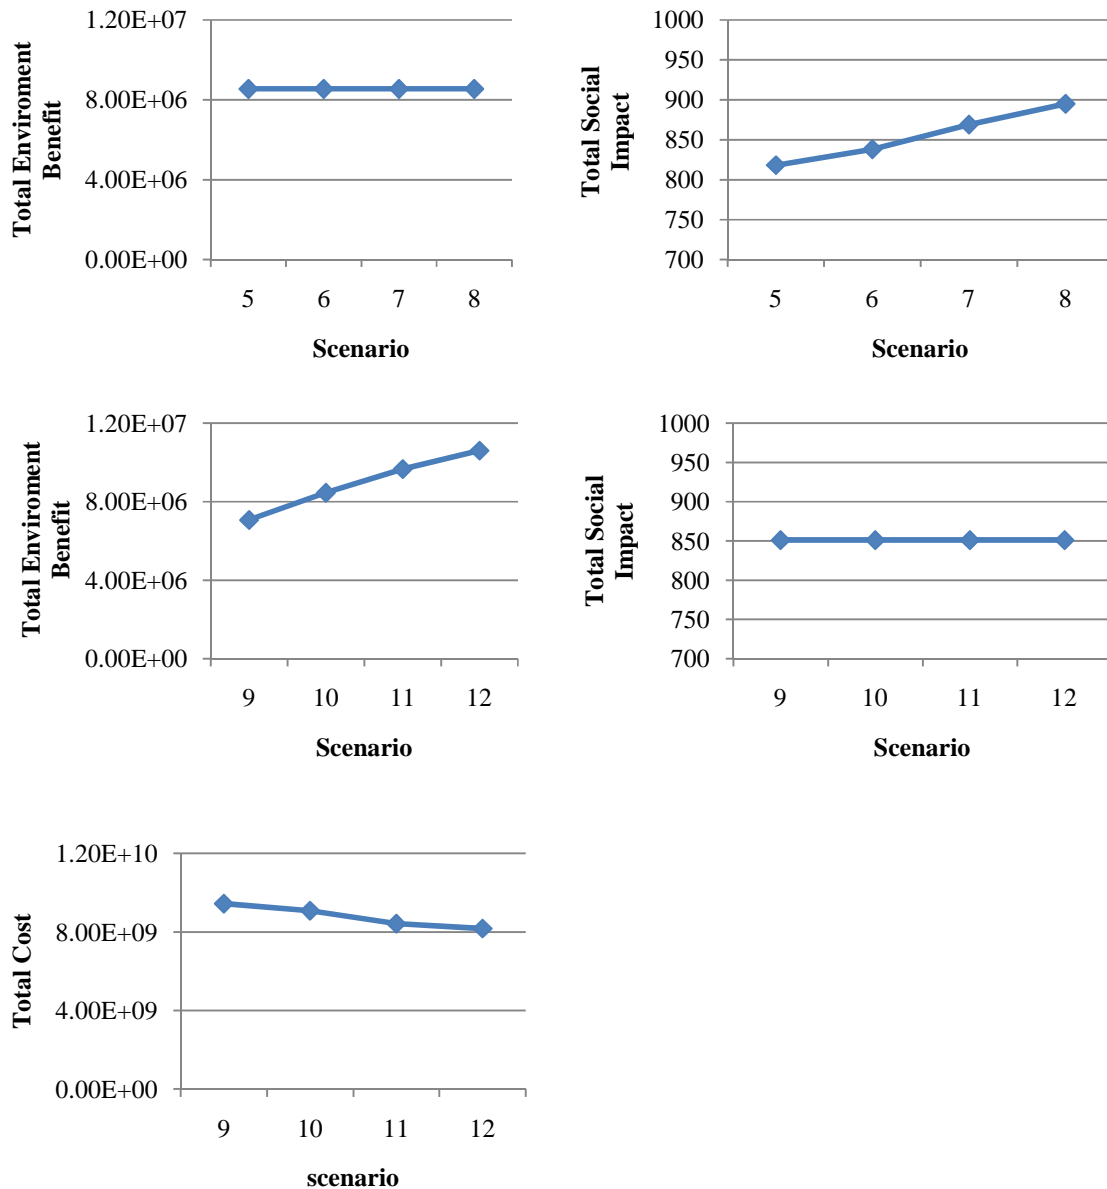 Total Enviroment
Benefit
1.20E+07
8.00E+06
4.00E+06
0.00E+00
5 6 7 8
Scenario
Total Social
Impact
1000
950
900
850
800
750
700
5 6 7 8
Scenario
Total Enviroment
Benefit
1.20E+07
8.00E+06
4.00E+06
0.00E+00
9 10 11 12
Scenario
Total Social
Impact
1000
950
900
850
800
750
700
9 10 11 12
Scenario
Total Cost
1.20E+10
8.00E+09
4.00E+09
0.00E+00
9 10 11 12
scenario